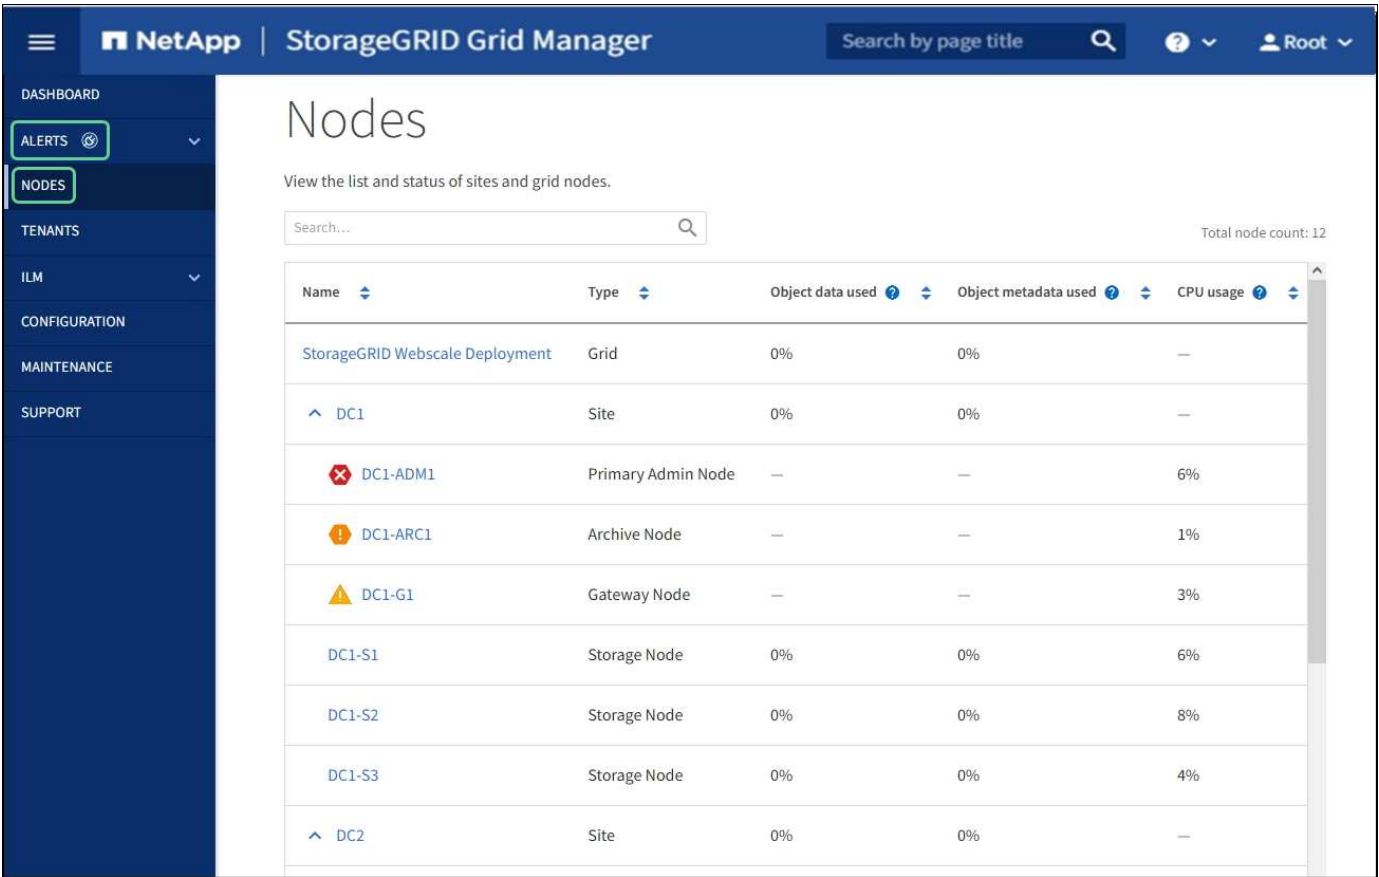 NetApp | StorageGRID Grid Manager Search by page title Root
DASHBOARD
ALERTS
NODES
TENANTS
ILM
CONFIGURATION
MAINTENANCE
SUPPORT
Nodes
View the list and status of sites and grid nodes.
Search...
Total node count: 12
Name Type Object data used Object metadata used CPU usage
StorageGRID Webscale Deployment Grid 0% 0% —
DC1 Site 0% 0% —
DC1-ADM1 Primary Admin Node — — 6%
DC1-ARC1 Archive Node — — 1%
DC1-G1 Gateway Node — — 3%
DC1-S1 Storage Node 0% 0% 6%
DC1-S2 Storage Node 0% 0% 8%
DC1-S3 Storage Node 0% 0% 4%
DC2 Site 0% 0% —